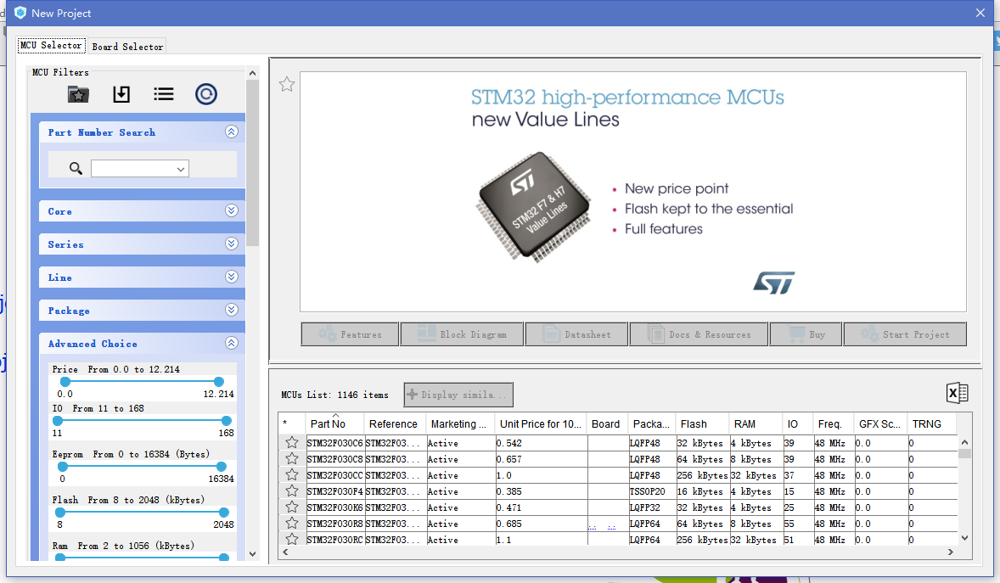 New Project
MCU Selector Board Selector
MCU Filters
Part Number Search
Core
Series
Line
Package
Advanced Choice
Price From 0.0 to 12.214
0.0 12.214
IO From 11 to 168
11 168
Eeprom From 0 to 16384 (Bytes)
0 16384
Flash From 8 to 2048 (kBytes)
8 2048
Ram From 2 to 1056 (kBytes)
STM32 high-performance MCUs
new Value Lines
ST
STM32 F7 & H7
Value Lines
• New price point
• Flash kept to the essential
• Full features
ST
Features Block Diagram Datasheet Docs & Resources Buy Start Project
MCUs List: 1146 items Display simila...
* Part No Reference Marketing ... Unit Price for 10... Board Packa... Flash RAM IO Freq. GFX Sc... TRNG
STM32F030C6 STM32F03... Active 0.542 LQFP48 32 kBytes 4 kBytes 39 48 MHz 0.0 0
STM32F030C8 STM32F03... Active 0.657 LQFP48 64 kBytes 8 kBytes 39 48 MHz 0.0 0
STM32F030CC STM32F03... Active 1.0 LQFP48 256 kBytes 32 kBytes 37 48 MHz 0.0 0
STM32F030F4 STM32F03... Active 0.385 TSSOP20 16 kBytes 4 kBytes 15 48 MHz 0.0 0
STM32F030K6 STM32F03... Active 0.471 LQFP32 32 kBytes 4 kBytes 25 48 MHz 0.0 0
STM32F030R8 STM32F03... Active 0.685 .. .. LQFP64 64 kBytes 8 kBytes 55 48 MHz 0.0 0
STM32F030RC STM32F03... Active 1.1 LQFP64 256 kBytes 32 kBytes 51 48 MHz 0.0 0